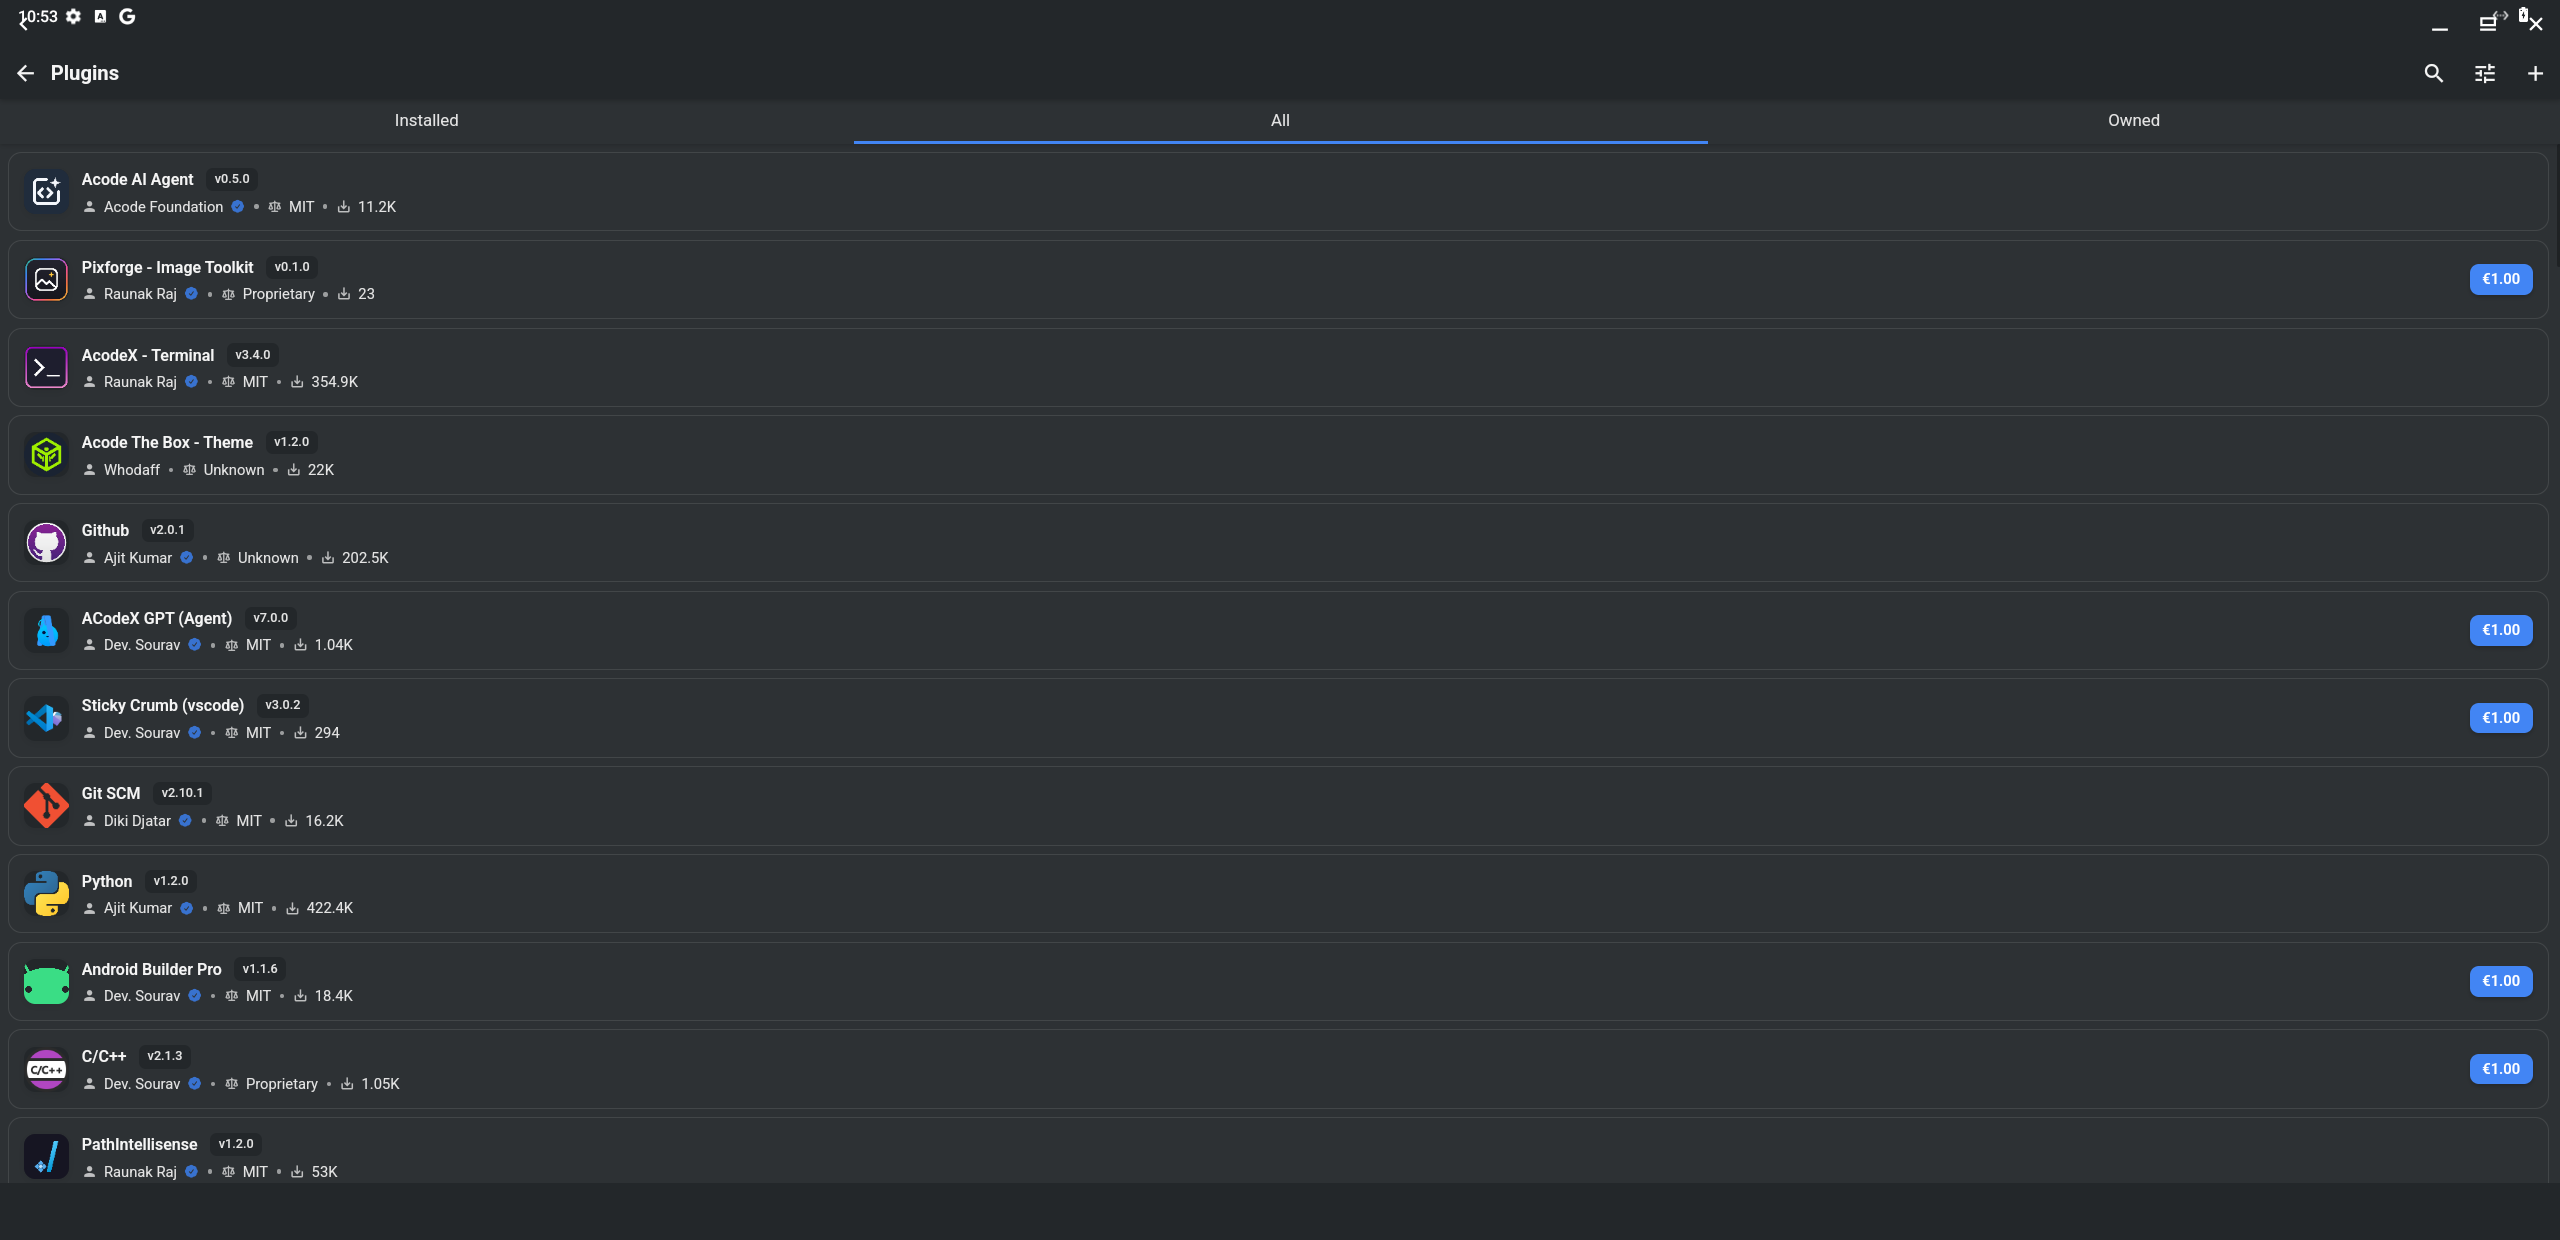 10:53
Plugins
Installed
All
Owned
Acode AI Agent v0.5.0
Acode Foundation • MIT • 11.2K
Pixforge - Image Toolkit v0.1.0
Raunak Raj • Proprietary • 23
€1.00
AcodeX - Terminal v3.4.0
Raunak Raj • MIT • 354.9K
Acode The Box - Theme v1.2.0
Whodaff • Unknown • 22K
Github v2.0.1
Ajit Kumar • Unknown • 202.5K
ACodeX GPT (Agent) v7.0.0
Dev. Sourav • MIT • 1.04K
€1.00
Sticky Crumb (vscode) v3.0.2
Dev. Sourav • MIT • 294
€1.00
Git SCM v2.10.1
Diki Djatar • MIT • 16.2K
Python v1.2.0
Ajit Kumar • MIT • 422.4K
Android Builder Pro v1.1.6
Dev. Sourav • MIT • 18.4K
€1.00
C/C++ v2.1.3
C/C++
Dev. Sourav • Proprietary • 1.05K
€1.00
PathIntellisense v1.2.0
Raunak Raj • MIT • 53K